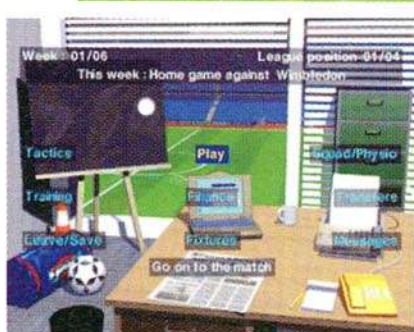 Week : 01/06 League position 01/04
This week : Home game against Wimbledon
Tactics Play Squad/Physio
Training Finance Transfers
Leave/Save Fixtures Messages
Go on to the match